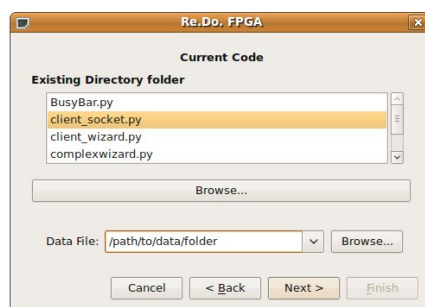 Re.Do. FPGA
Current Code
Existing Directory folder
BusyBar.py
client_socket.py
client_wizard.py
complexwizard.py
Browse...
Data File: /path/to/data/folder Browse...
Cancel < Back Next > Finish